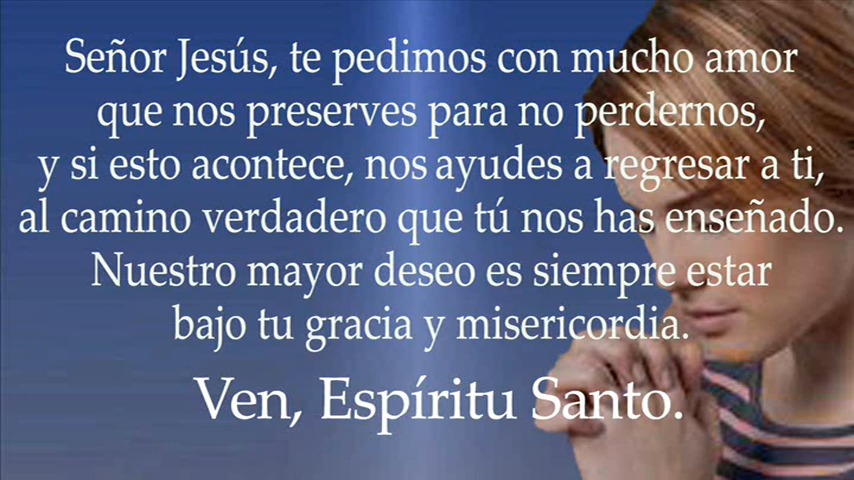 Señor Jesús, te pedimos con mucho amor
que nos preserves para no perdernos,
y si esto acontece, nos ayudes a regresar a ti,
al camino verdadero que tú nos has enseñado.
Nuestro mayor deseo es siempre estar
bajo tu gracia y misericordia.
Ven, Espíritu Santo.